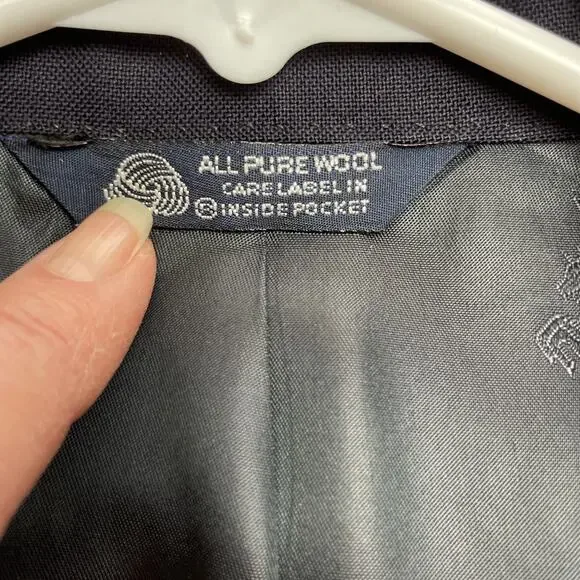 ALL PURE WOOL
CARE LABEL IN
Ⓡ INSIDE POCKET